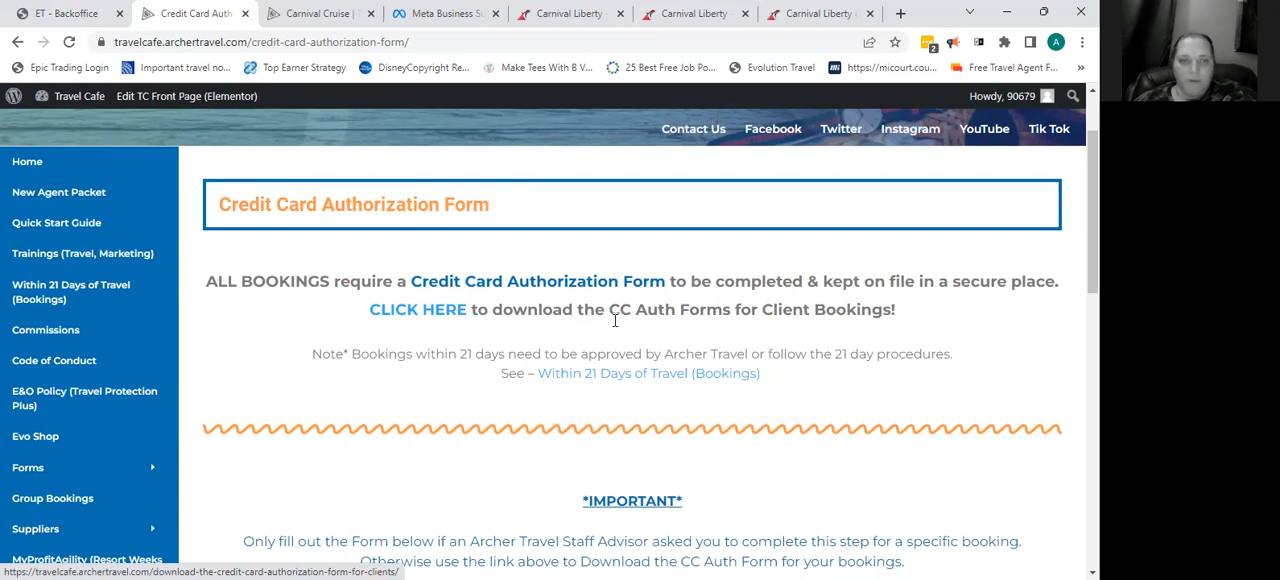 ET - Backoffice
Credit Card Auth
Carnival Cruise | T
Meta Business Su
Carnival Liberty -
Carnival Liberty -
Carnival Liberty
travelcafe.archertravel.com/credit-card-authorization-form/
2
A
Epic Trading Login
Important travel no...
Top Earner Strategy
DisneyCopyright Re...
Make Tees With B V...
25 Best Free Job Po...
Evolution Travel
https://micourt.cou...
Free Travel Agent F...
»
Travel Cafe
Edit TC Front Page (Elementor)
Howdy, 90679
Contact Us
Facebook
Twitter
Instagram
YouTube
Tik Tok
Home
New Agent Packet
Quick Start Guide
Trainings (Travel, Marketing)
Within 21 Days of Travel
(Bookings)
Commissions
Code of Conduct
E&O Policy (Travel Protection
Plus)
Evo Shop
Forms
Group Bookings
Suppliers
MyProfitAgility (Resort Weeks
Credit Card Authorization Form
ALL BOOKINGS require a Credit Card Authorization Form to be completed & kept on file in a secure place.
CLICK HERE to download the CC Auth Forms for Client Bookings!
Note* Bookings within 21 days need to be approved by Archer Travel or follow the 21 day procedures.
See – Within 21 Days of Travel (Bookings)
*IMPORTANT*
Only fill out the Form below if an Archer Travel Staff Advisor asked you to complete this step for a specific booking.
Otherwise use the link above to Download the CC Auth Form for your bookings.
https://travelcafe.archertravel.com/download-the-credit-card-authorization-form-for-clients/